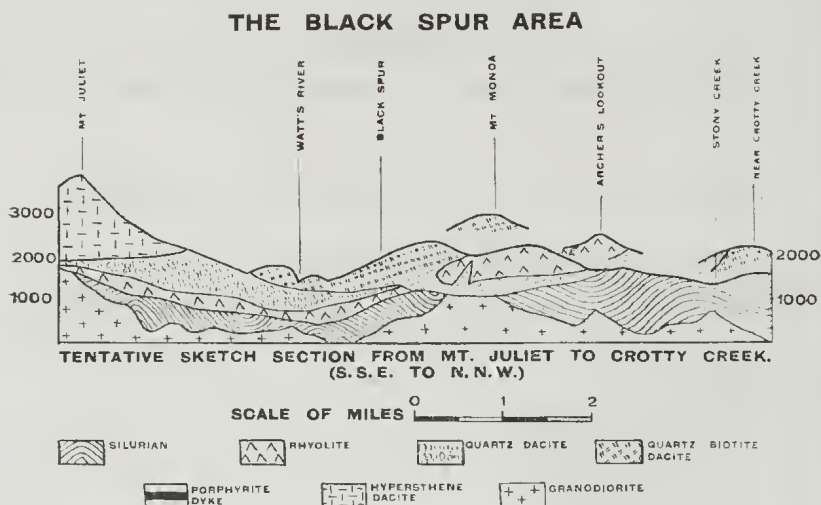 THE BLACK SPUR AREA
MT JULIET
WATT'S RIVER
BLACK SPUR
MT MONDA
ARCHER'S LOOKOUT
STONY CREEK
NEAR CROTTY CREEK
3000
2000
1000
2000
1000
TENTATIVE SKETCH SECTION FROM MT. JULIET TO CROTTY CREEK.
(S.S.E. TO N.N.W.)
SCALE OF MILES 0 1 2
SILURIAN
RHYOLITE
QUARTZ DACITE
QUARTZ BIOTITE
DACITE
PORPHYRITE
DYKE
HYPERSTHENE
DACITE
GRANODIORITE